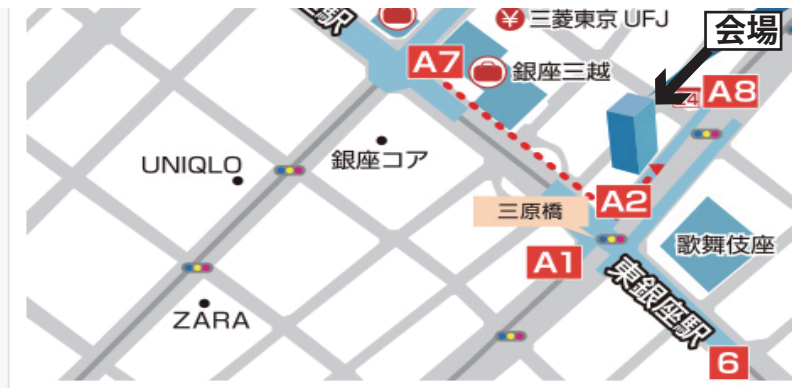 三菱東京 UFJ
会場
A7
銀座三越
A8
UNIQLO
銀座コア
三原橋
A2
A1
歌舞伎座
東銀座駅
ZARA
6